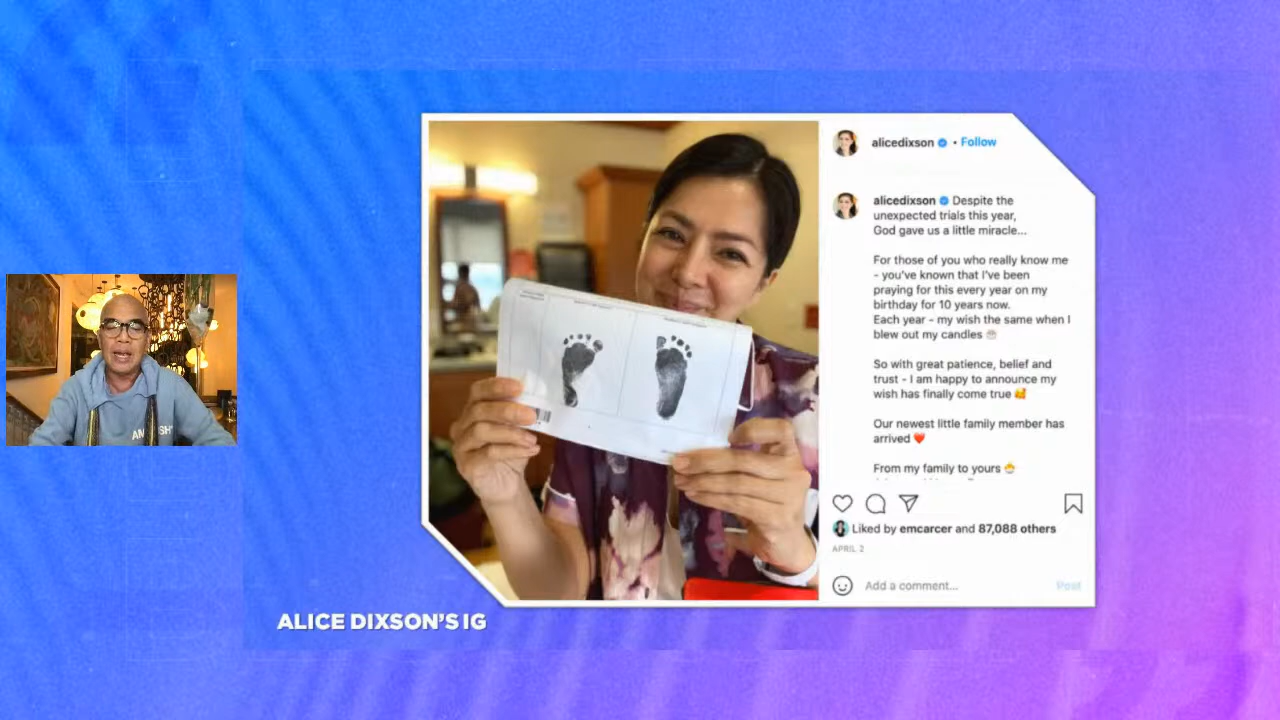 alicedixson • Follow
alicedixson Despite the
unexpected trials this year,
God gave us a little miracle...
For those of you who really know me
- you've known that I've been
praying for this every year on my
birthday for 10 years now.
Each year - my wish the same when I
blew out my candles 🎂
So with great patience, belief and
trust - I am happy to announce my
wish has finally come true 🥰
Our newest little family member has
arrived ❤️
From my family to yours
Liked by emcarcer and 87,088 others
APRIL 2
Add a comment...
Post
ALICE DIXSON'S IG